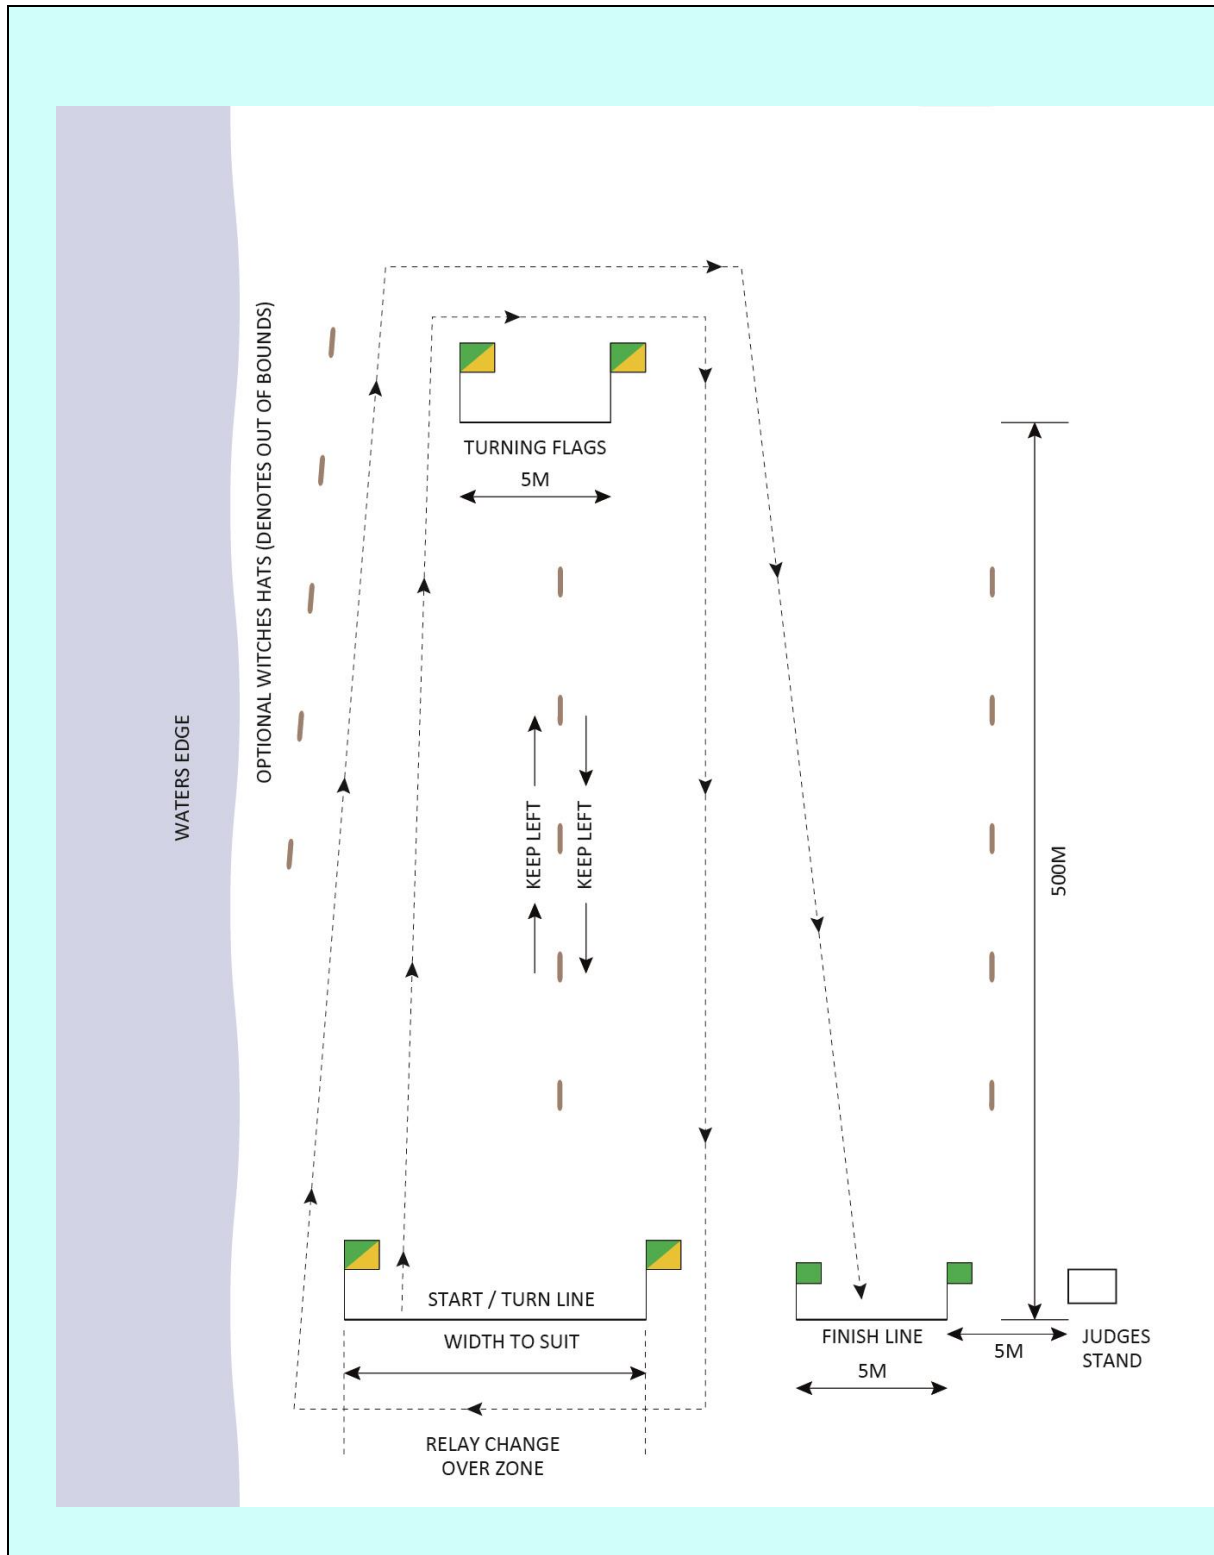 OPTIONAL WITCHES HATS (DENOTES OUT OF BOUNDS)
WATERS EDGE
TURNING FLAGS
5M
KEEP LEFT
KEEP LEFT
500M
START / TURN LINE
WIDTH TO SUIT
FINISH LINE
5M
5M
JUDGES
STAND
RELAY CHANGE
OVER ZONE